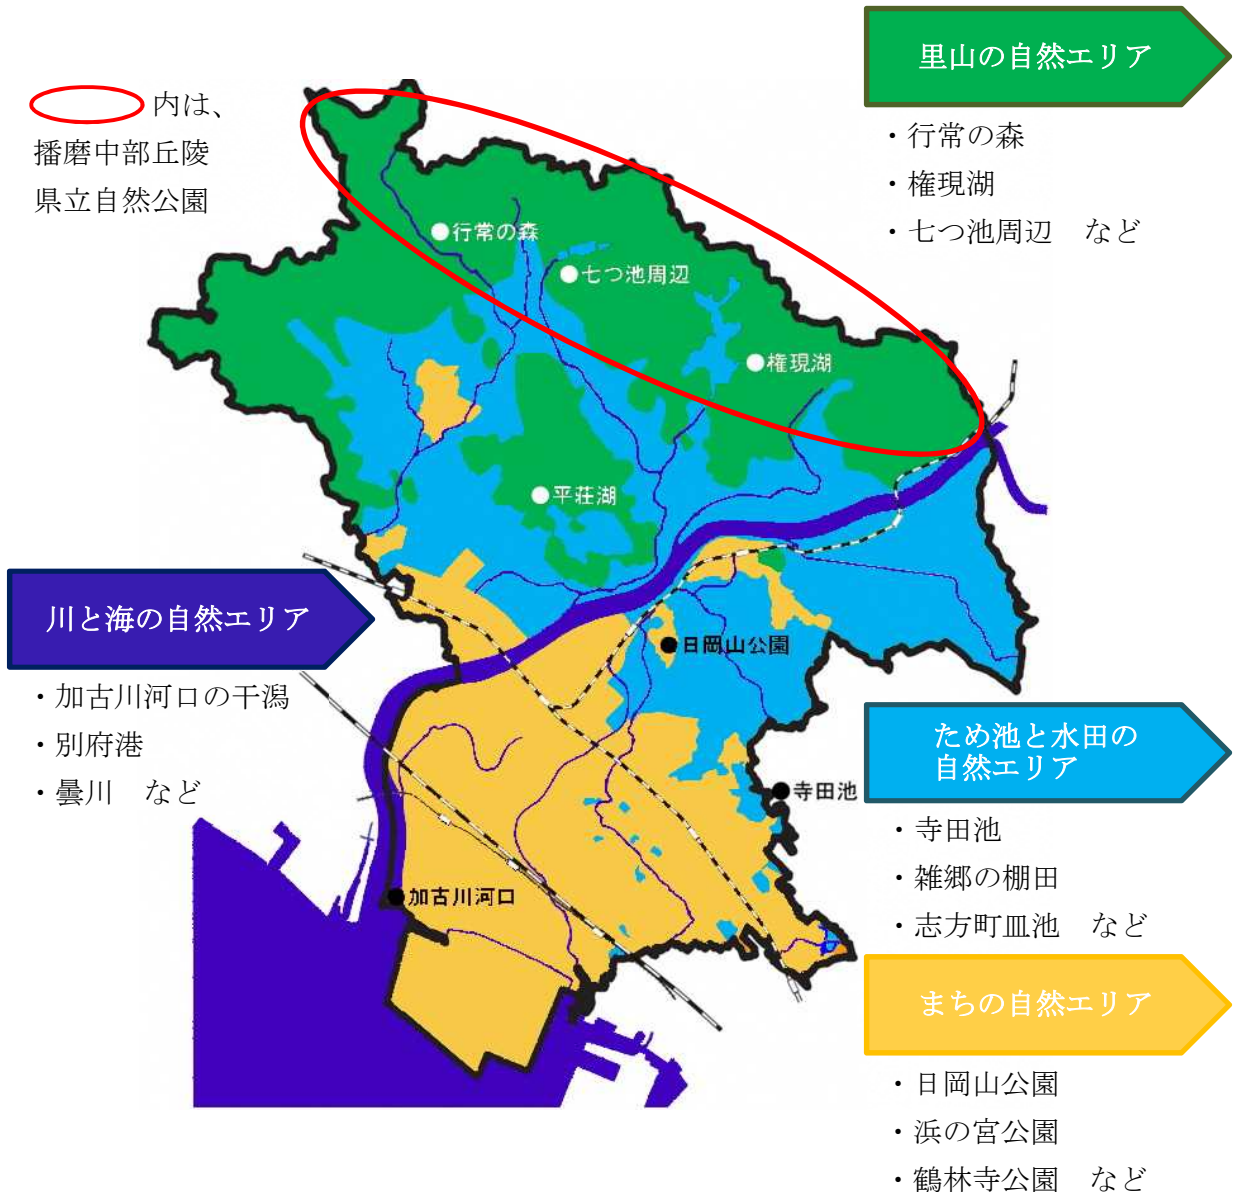 里山の自然エリア
・行常の森
・権現湖
・七つ池周辺　など
内は、
播磨中部丘陵
県立自然公園
行常の森
七つ池周辺
権現湖
平荘湖
川と海の自然エリア
・加古川河口の干潟
・別府港
・曇川　など
日岡山公園
寺田池
加古川河口
ため池と水田の
自然エリア
・寺田池
・雑郷の棚田
・志方町皿池　など
まちの自然エリア
・日岡山公園
・浜の宮公園
・鶴林寺公園　など